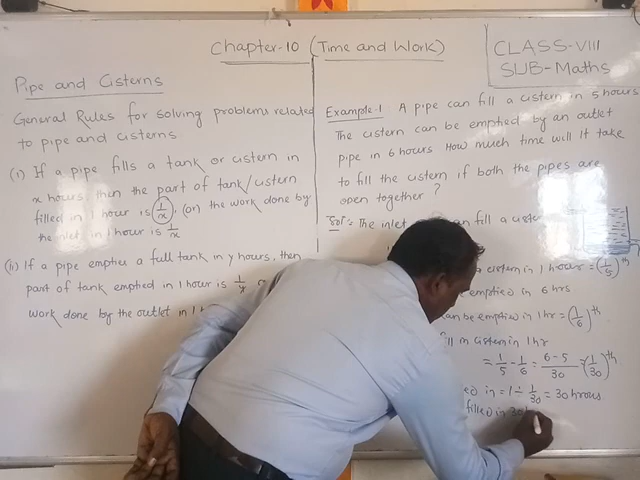 Chapter-10 (Time and Work)
CLASS-VIII
SUB-Maths
Pipe and Cisterns
General Rules for solving problems related
to pipe and cisterns
(i) If a pipe fills a tank or cistern in
x hours, then the part of tank/cistern
filled in 1 hour is 1/x, (on the work done by
the inlet in 1 hour is 1/x
(ii) If a pipe empties a full tank in y hours, then
part of tank emptied in 1 hour is
work done by the outlet in 1
Example-1 A pipe can fill a cistern in 5 hours
The cistern can be emptied by an outlet
pipe in 6 hours How much time will it take
to fill the cistern if both the pipes are
open together?
Sol: The inlet can fill a cistern
a cistern in 1 hour = (1/5)th
emptied in 6 hrs
can be emptied in 1 hr = (1/6)th
fill in cistern in 1 hr
= 1/5 - 1/6 = 6-5/30 = (1/30)th
ed in = 1 ÷ 1/30 = 30 hrous
filled in 30